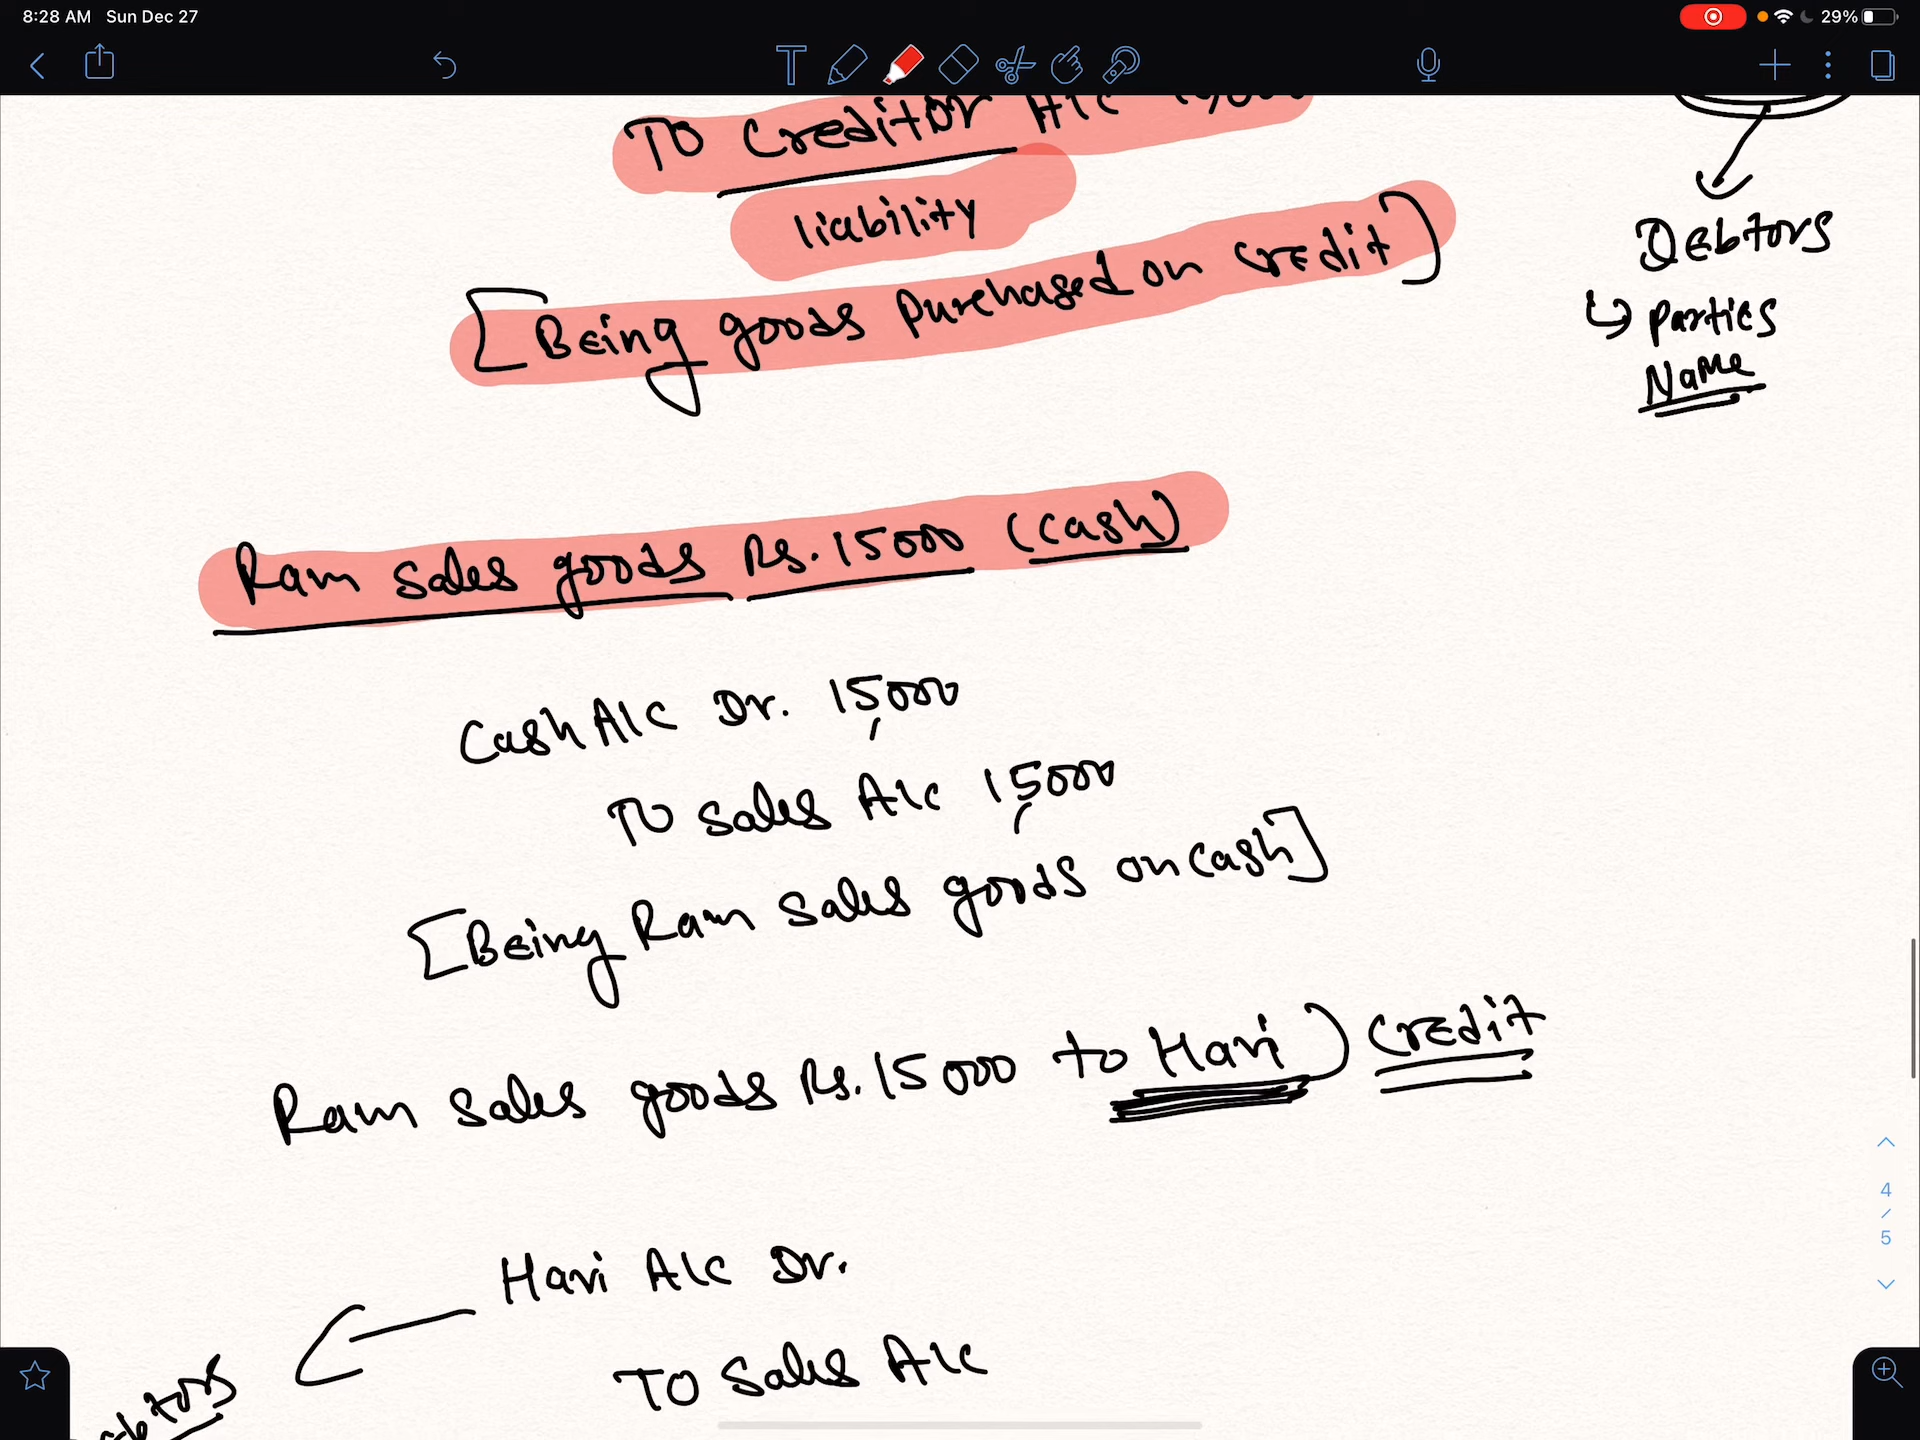 8:28 AM Sun Dec 27
29%
To Creditor A/c
liability
[Being goods purchased on credit]
Debtors
Parties
Name
Ram sales goods Rs. 15000 (cash)
Cash A/c Dr. 15,000
To sales A/c 15,000
[Being Ram sales goods on cash]
Ram sales goods Rs. 15000 to Hari) credit
4
/
5
Hari A/c Dr.
To Sales A/c